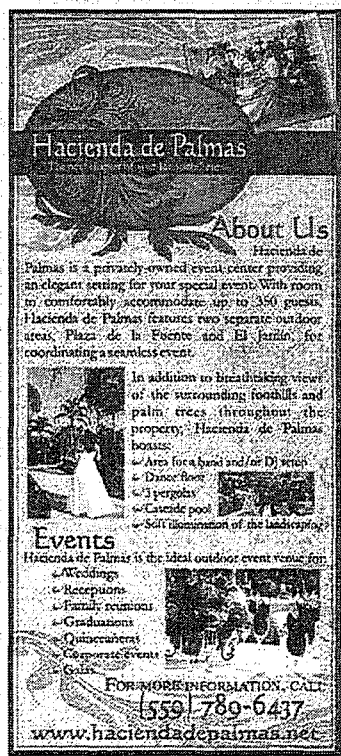 Hacienda de Palmas
About Us
Hacienda de
Palmas is a privately-owned event center providing
an elegant setting for your special event. With room
to comfortably accommodate up to 350 guests,
Hacienda de Palmas features two separate outdoor
areas, Plaza de la Fuente and El Jardin, for
coordinating a seamless event.
In addition to breathtaking views
of the surrounding foothills and
palm trees throughout the
property, Hacienda de Palmas
boasts:
Area for a band and/or DJ setup
Dance floor
3 pergolas
Cascade pool
Soft illumination of the landscaping
Events
Hacienda de Palmas is the ideal outdoor event venue for:
Weddings
Receptions
Family reunions
Graduations
Quinceañeras
Corporate events
Galas
FOR MORE INFORMATION, CALL
(559) 789-6437
www.haciendadepalmas.net